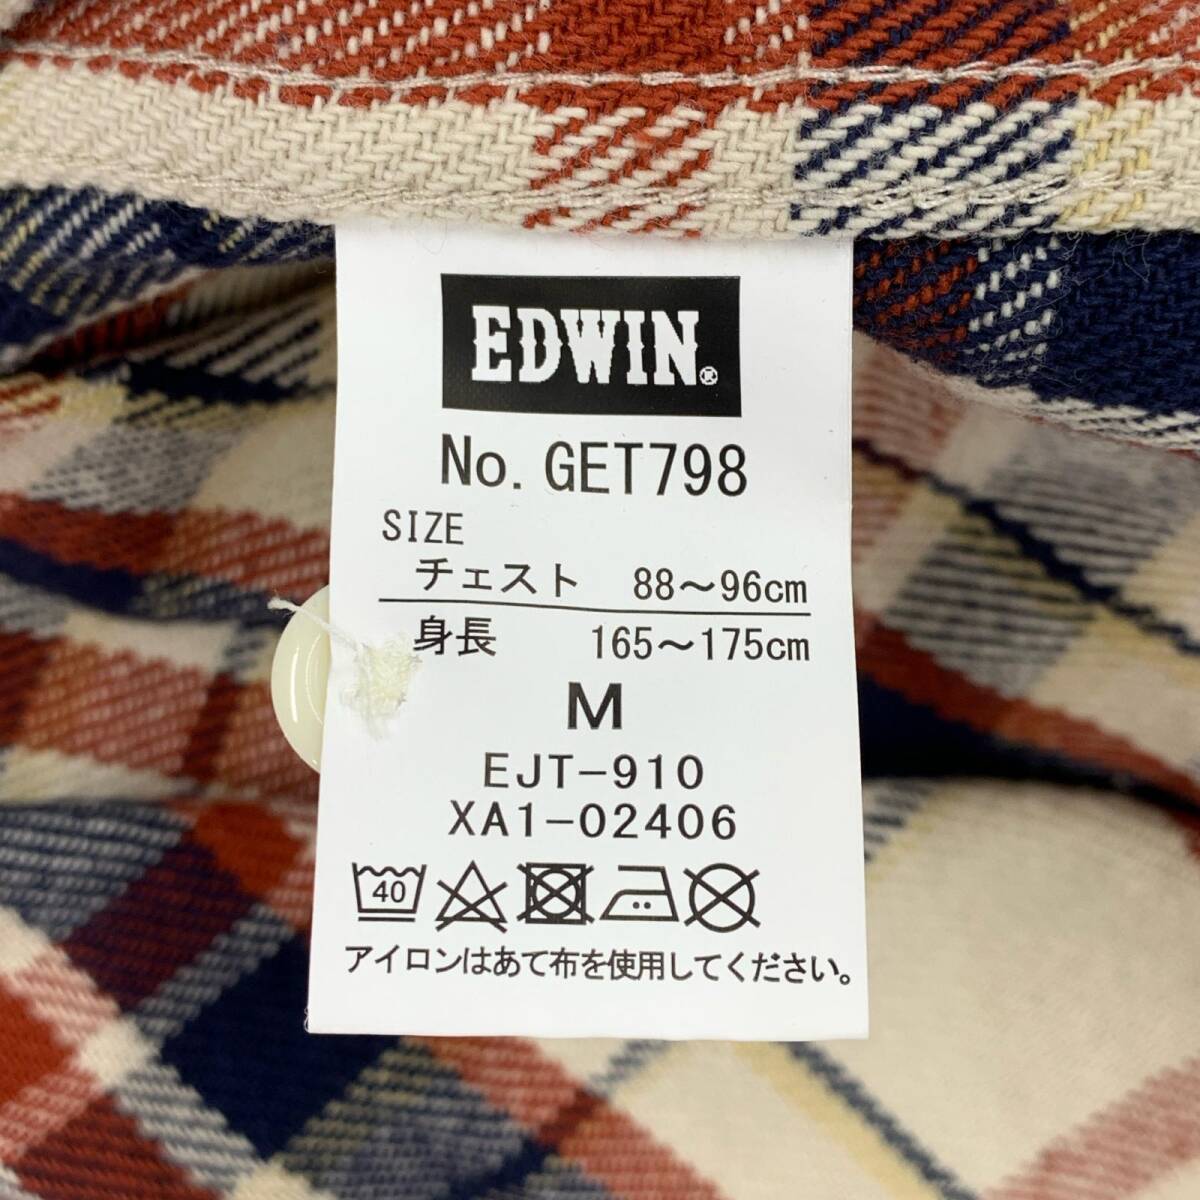 EDWIN®
No. GET798
SIZE
チェスト 88〜96cm
身長 165〜175cm
M
EJT-910
XA1-02406
40
アイロンはあて布を使用してください。